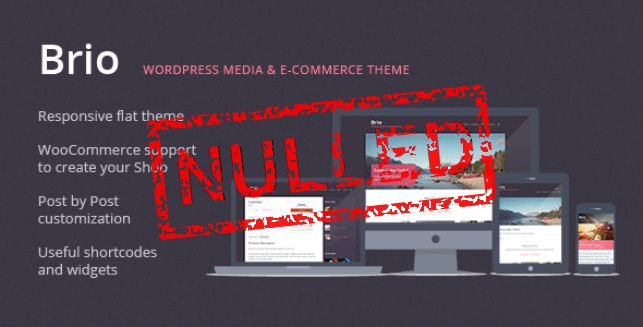 Brio
WORDPRESS MEDIA & E-COMMERCE THEME
Responsive flat theme
WooCommerce support
to create your Shop
Post by Post
customization
Useful shortcodes
and widgets
NULLED
Brio